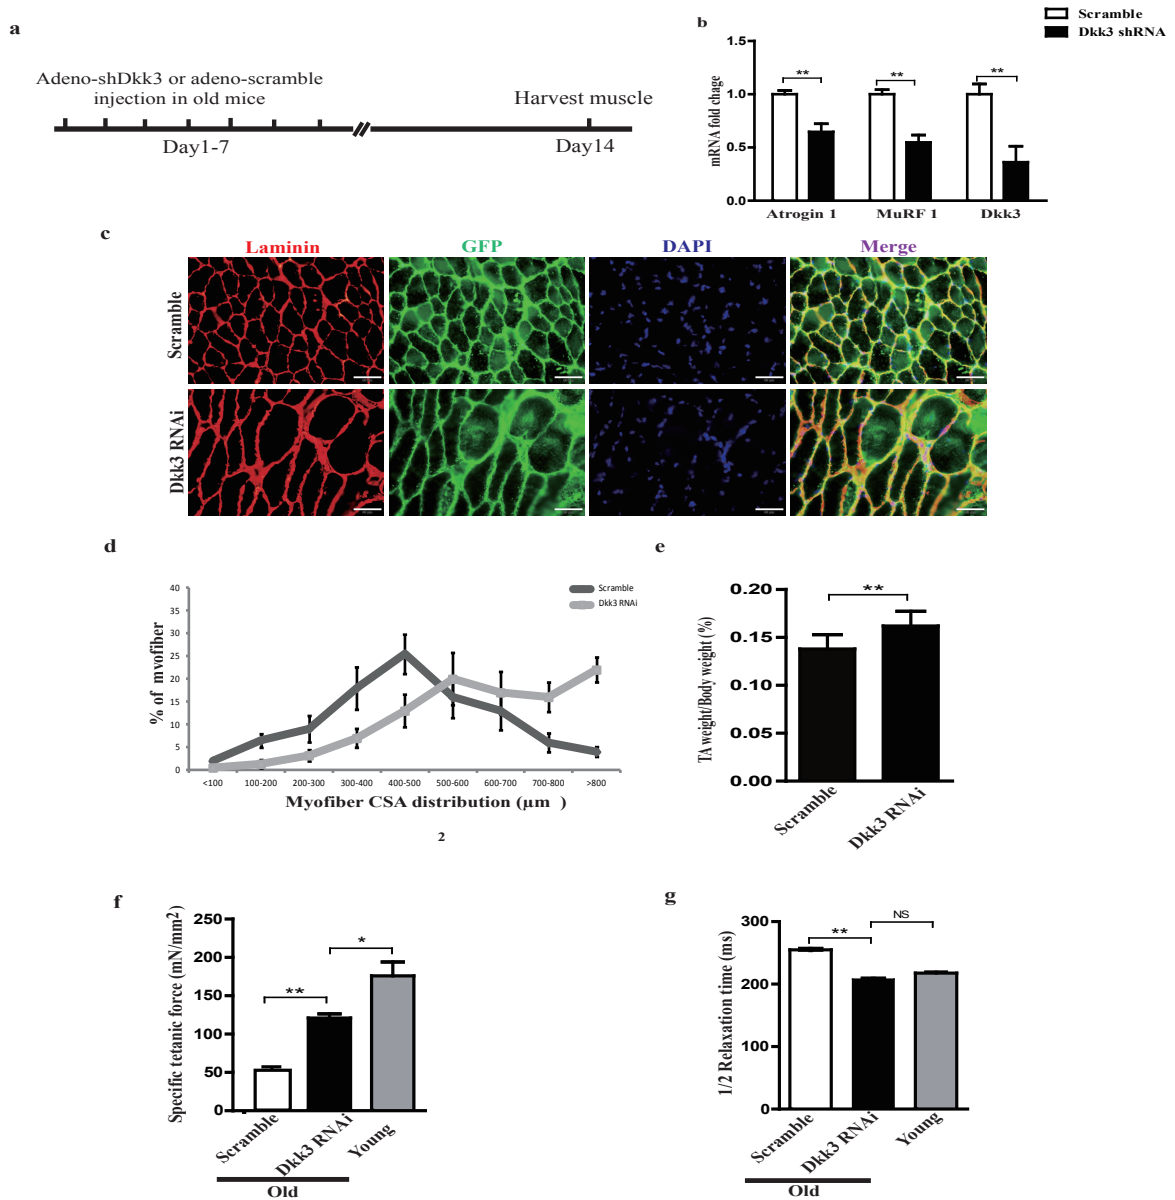 a
Adeno-shDkk3 or adeno-scramble
injection in old mice
Harvest muscle
Day1-7
Day14
b
Scramble
Dkk3 shRNA
mRNA fold chage
1.5
1.0
0.5
0.0
**
**
**
Atrogin 1
MuRF 1
Dkk3
c
Laminin
GFP
DAPI
Merge
Scramble
Dkk3 RNAi
d
% of myofiber
40
35
30
25
20
15
10
5
0
Scramble
Dkk3 RNAi
<100
100-200
200-300
300-400
400-500
500-600
600-700
700-800
>800
Myofiber CSA distribution (µm )
2
e
TA weight/Body weight (%)
0.20
0.15
0.10
0.05
0.00
**
Scramble
Dkk3 RNAi
f
Specific tetanic force (mN/mm2)
250
200
150
100
50
0
**
*
Scramble
Dkk3 RNAi
Young
Old
g
1/2 Relaxation time (ms)
300
200
100
0
**
NS
Scramble
Dkk3 RNAi
Young
Old